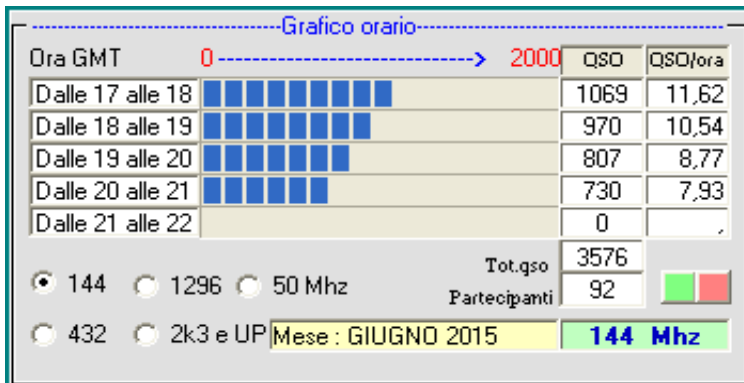 Grafico orario
Ora GMT 0 -----> 2000 QSO QSO/ora
Dalle 17 alle 18 1069 11,62
Dalle 18 alle 19 970 10,54
Dalle 19 alle 20 807 8,77
Dalle 20 alle 21 730 7,93
Dalle 21 alle 22 0 ,
Tot.qso 3576
144 1296 50 Mhz Partecipanti 92
432 2k3 e UP Mese : GIUGNO 2015 144 Mhz